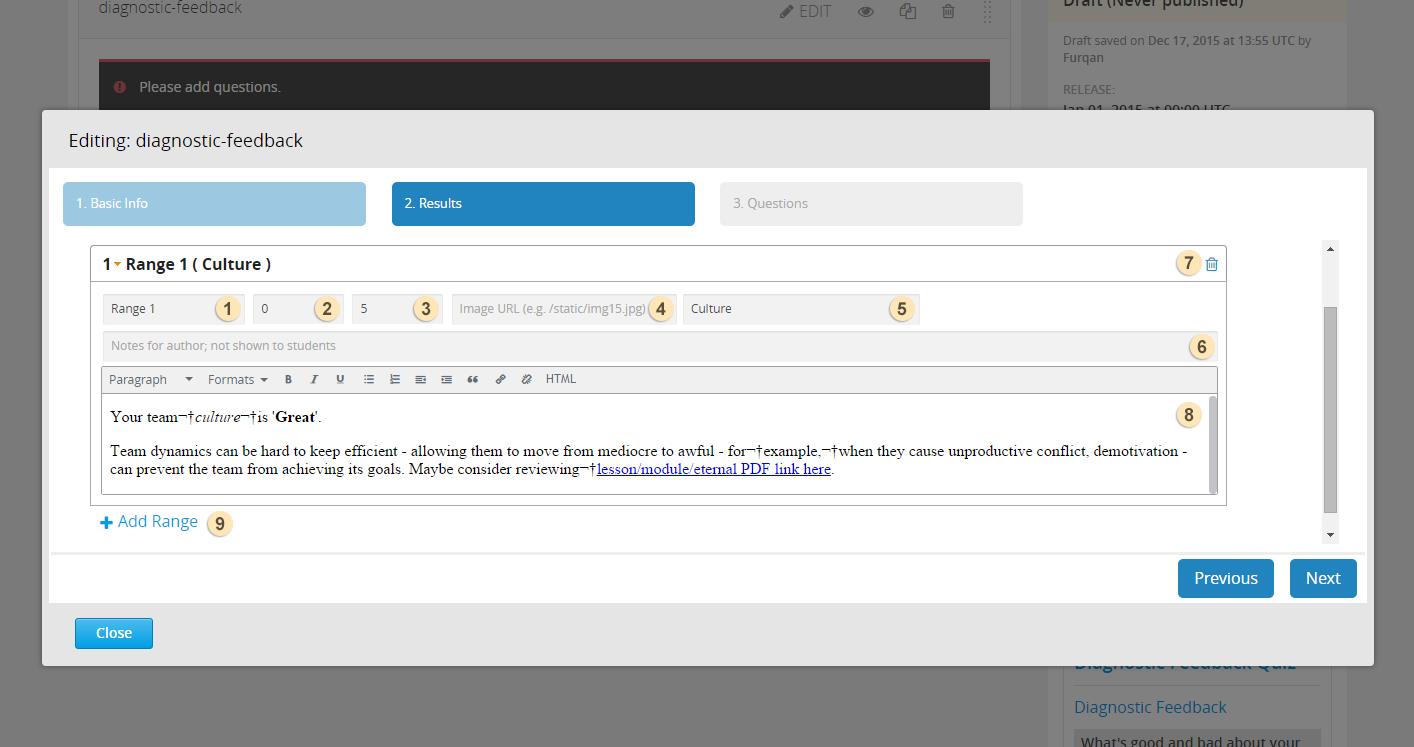 diagnostic-feedback
EDIT
Draft (Never published)
Draft saved on Dec 17, 2015 at 13:55 UTC by
Furqan
Please add questions.
RELEASE:
Jan 01, 2015 at 00:00 UTC
Editing: diagnostic-feedback
1. Basic Info
2. Results
3. Questions
1 Range 1 ( Culture )
7
Range 1 1
0 2
5 3
Image URL (e.g. /static/img15.jpg) 4
Culture 5
Notes for author; not shown to students 6
Paragraph Formats B I U HTML
Your team¬†culture¬†is 'Great'.
8
Team dynamics can be hard to keep efficient - allowing them to move from mediocre to awful - for¬†example,¬†when they cause unproductive conflict, demotivation -
can prevent the team from achieving its goals. Maybe consider reviewing¬†lesson/module/eternal PDF link here.
Add Range 9
Previous
Next
Close
Diagnostic Feedback Quiz
Diagnostic Feedback
What's good and bad about your